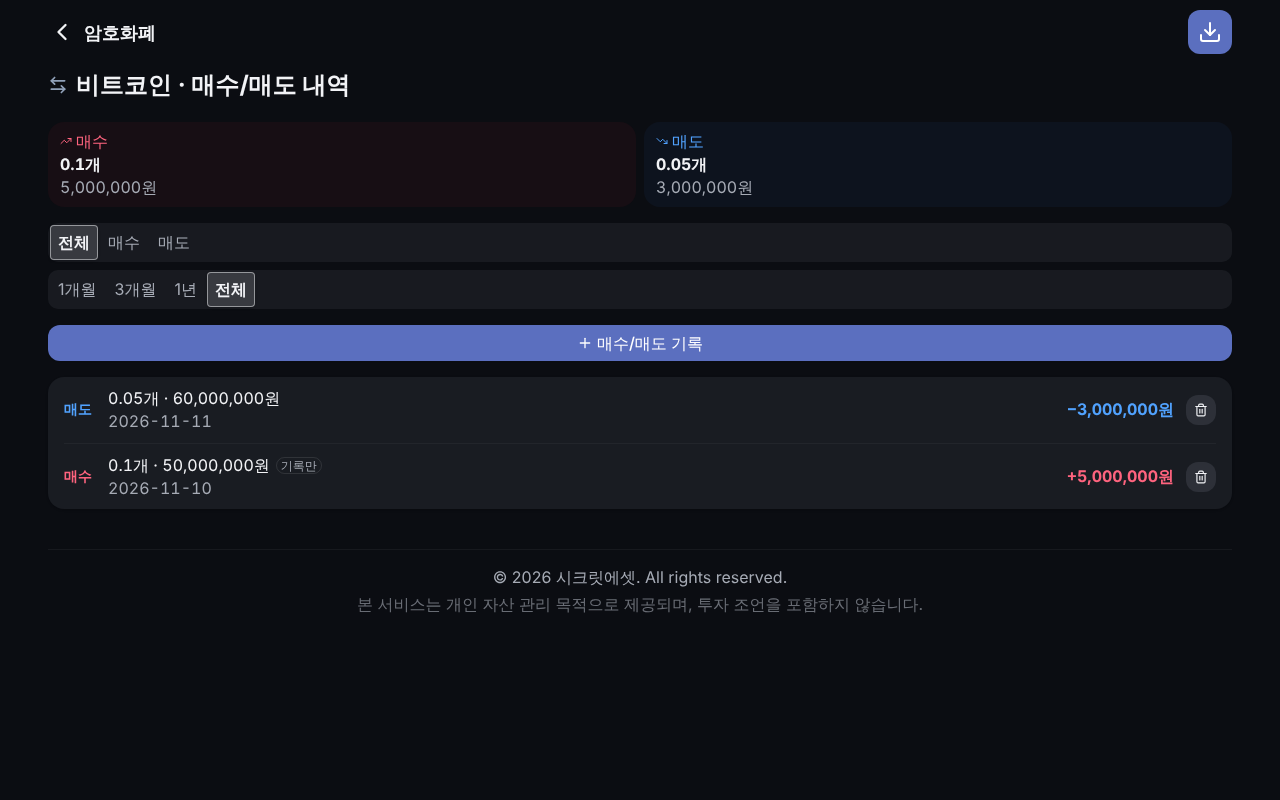 암호화폐
비트코인 · 매수/매도 내역
매수
0.1개
5,000,000원
매도
0.05개
3,000,000원
전체 매수 매도
1개월 3개월 1년 전체
+ 매수/매도 기록
매도 0.05개 · 60,000,000원 −3,000,000원
2026-11-11
매수 0.1개 · 50,000,000원 기록만 +5,000,000원
2026-11-10
© 2026 시크릿에셋. All rights reserved.
본 서비스는 개인 자산 관리 목적으로 제공되며, 투자 조언을 포함하지 않습니다.